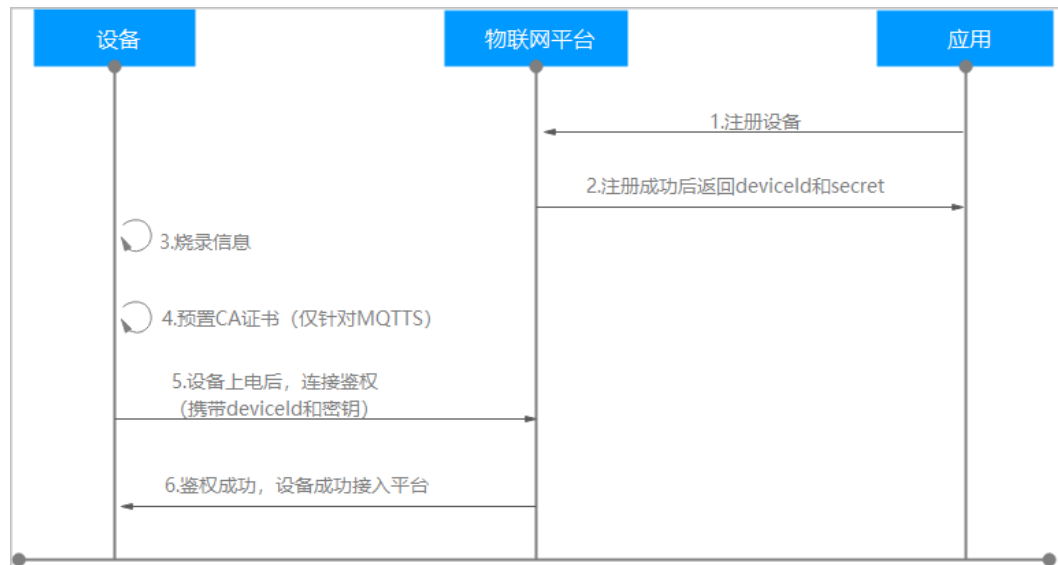 设备
物联网平台
应用
1.注册设备
2.注册成功后返回deviceId和secret
3.烧录信息
4.预置CA证书（仅针对MQTTS）
5.设备上电后，连接鉴权
（携带deviceId和密钥）
6.鉴权成功，设备成功接入平台